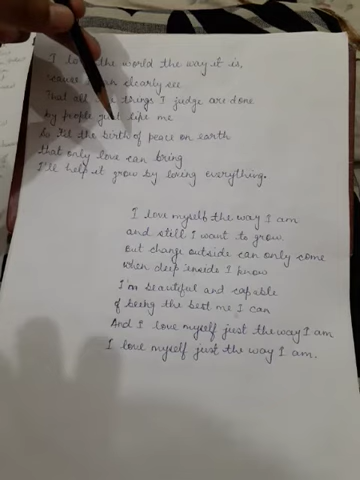 I lo the world the way it is,
'cause clearly see
That all the things I judge are done
by people just like me
So 'til the birth of peace on earth
that only love can bring
I'll help it grow by loving everything.
I love myself the way I am
and still I want to grow
But change outside can only come
when deep inside I know
I'm beautiful and capable
of being the best me I can
And I love myself just the way I am
I love myself just the way I am.